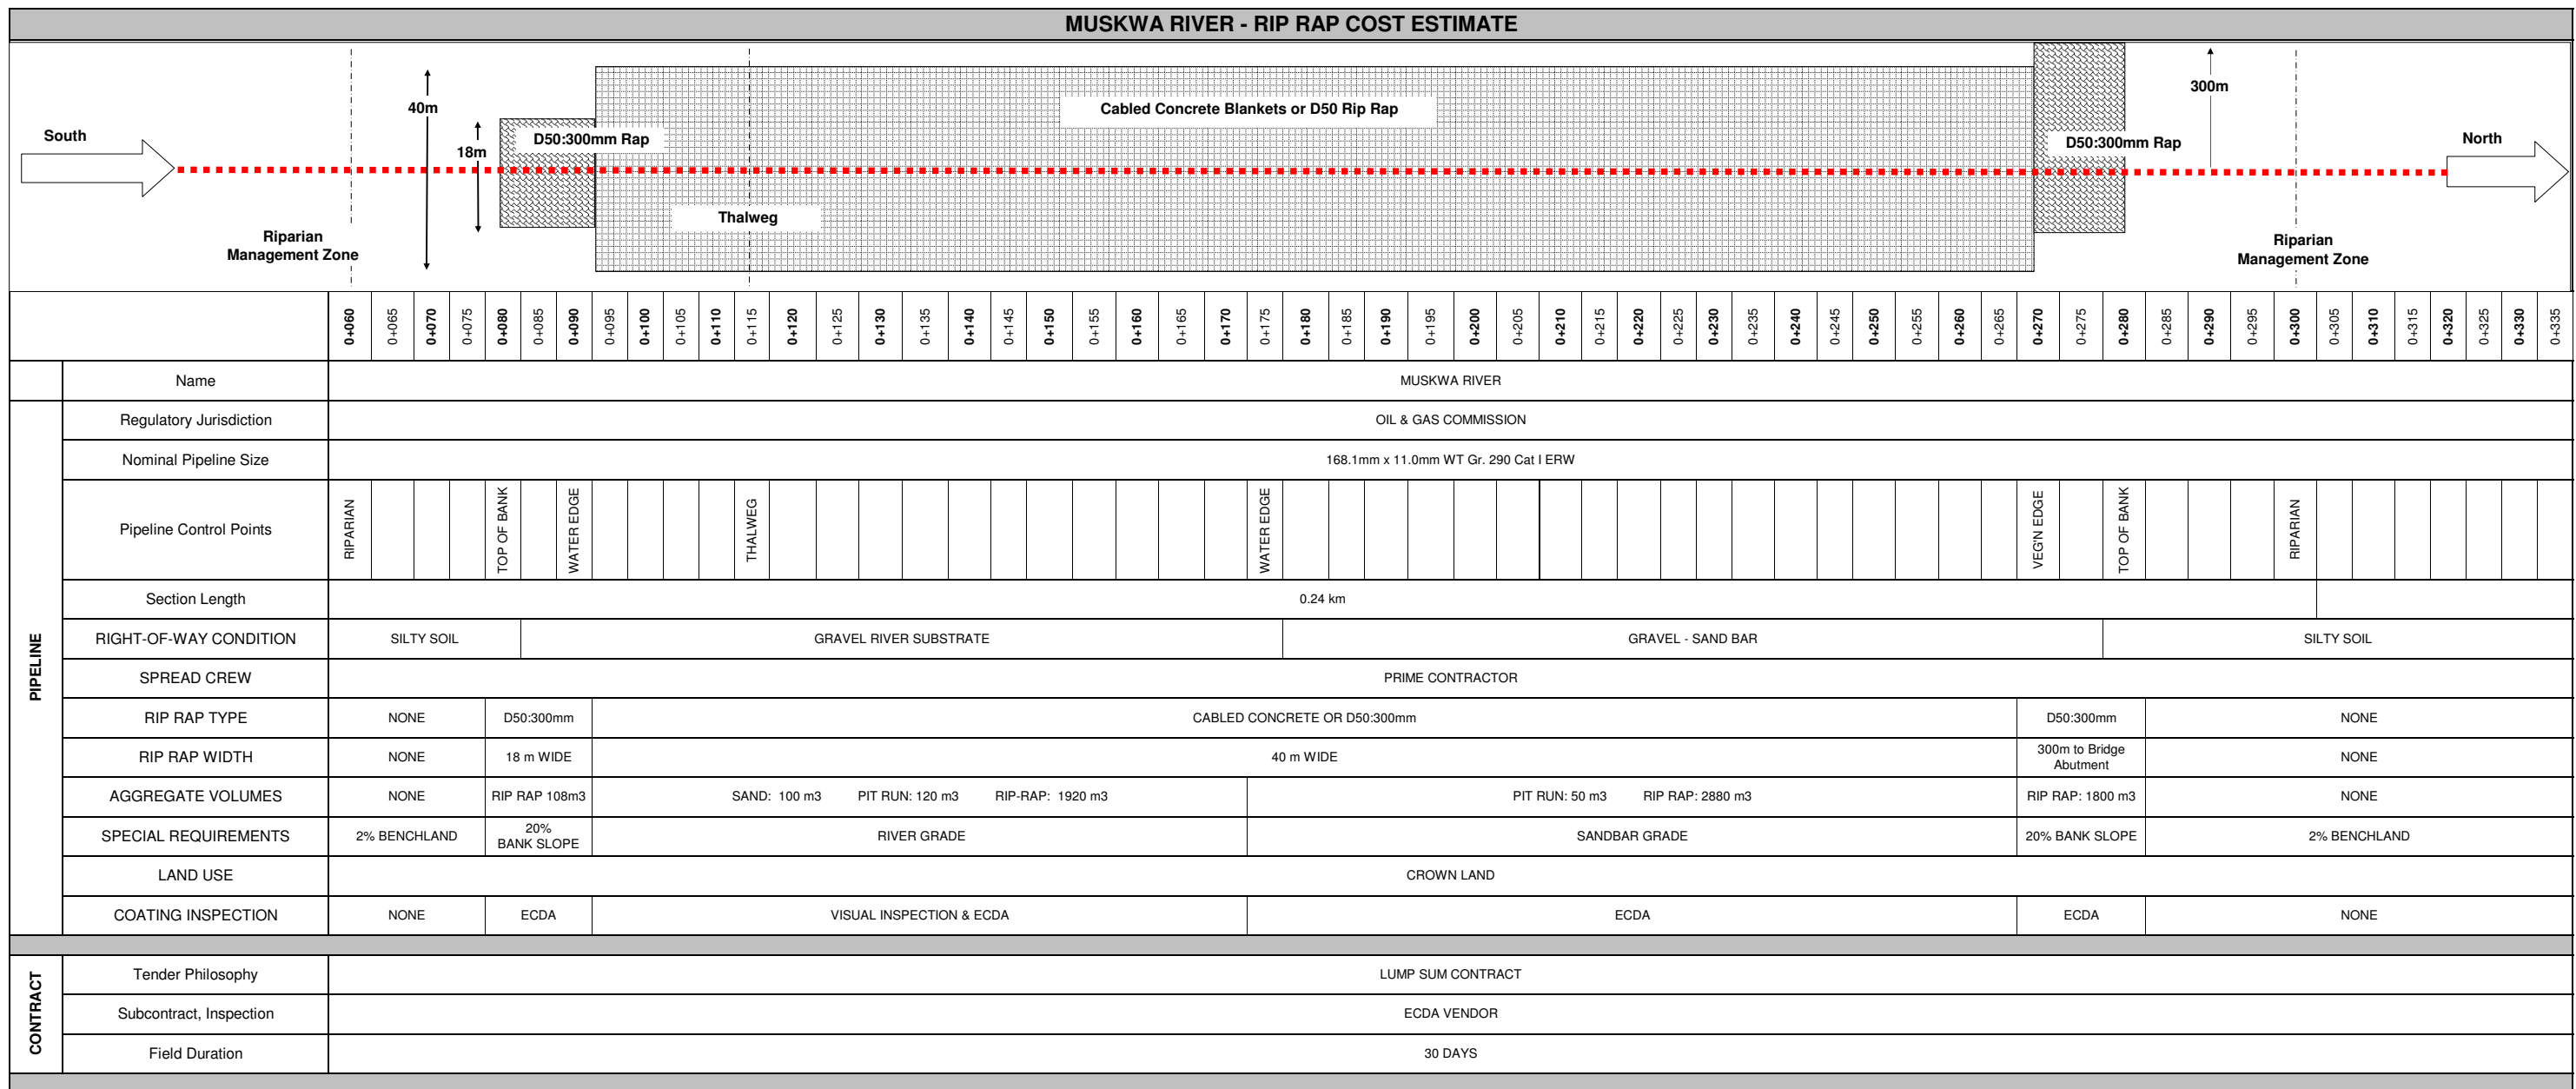 MUSKWA RIVER - RIP RAP COST ESTIMATE
South
40m
18m
D50:300mm Rap
Cabled Concrete Blankets or D50 Rip Rap
300m
D50:300mm Rap
North
Thalweg
Riparian
Management Zone
Riparian
Management Zone
0+060 0+065 0+070 0+075 0+080 0+085 0+090 0+095 0+100 0+105 0+110 0+115 0+120 0+125 0+130 0+135 0+140 0+145 0+150 0+155 0+160 0+165 0+170 0+175 0+180 0+185 0+190 0+195 0+200 0+205 0+210 0+215 0+220 0+225 0+230 0+235 0+240 0+245 0+250 0+255 0+260 0+265 0+270 0+275 0+280 0+285 0+290 0+295 0+300 0+305 0+310 0+315 0+320 0+325 0+330 0+335
Name MUSKWA RIVER
PIPELINE
Regulatory Jurisdiction OIL & GAS COMMISSION
Nominal Pipeline Size 168.1mm x 11.0mm WT Gr. 290 Cat I ERW
Pipeline Control Points RIPARIAN TOP OF BANK WATER EDGE THALWEG WATER EDGE VEG'N EDGE TOP OF BANK RIPARIAN
Section Length 0.24 km
RIGHT-OF-WAY CONDITION SILTY SOIL GRAVEL RIVER SUBSTRATE GRAVEL - SAND BAR SILTY SOIL
SPREAD CREW PRIME CONTRACTOR
RIP RAP TYPE NONE D50:300mm CABLED CONCRETE OR D50:300mm D50:300mm NONE
RIP RAP WIDTH NONE 18 m WIDE 40 m WIDE 300m to Bridge Abutment NONE
AGGREGATE VOLUMES NONE RIP RAP 108m3 SAND: 100 m3 PIT RUN: 120 m3 RIP-RAP: 1920 m3 PIT RUN: 50 m3 RIP RAP: 2880 m3 RIP RAP: 1800 m3 NONE
SPECIAL REQUIREMENTS 2% BENCHLAND 20% BANK SLOPE RIVER GRADE SANDBAR GRADE 20% BANK SLOPE 2% BENCHLAND
LAND USE CROWN LAND
COATING INSPECTION NONE ECDA VISUAL INSPECTION & ECDA ECDA ECDA NONE
CONTRACT
Tender Philosophy LUMP SUM CONTRACT
Subcontract, Inspection ECDA VENDOR
Field Duration 30 DAYS